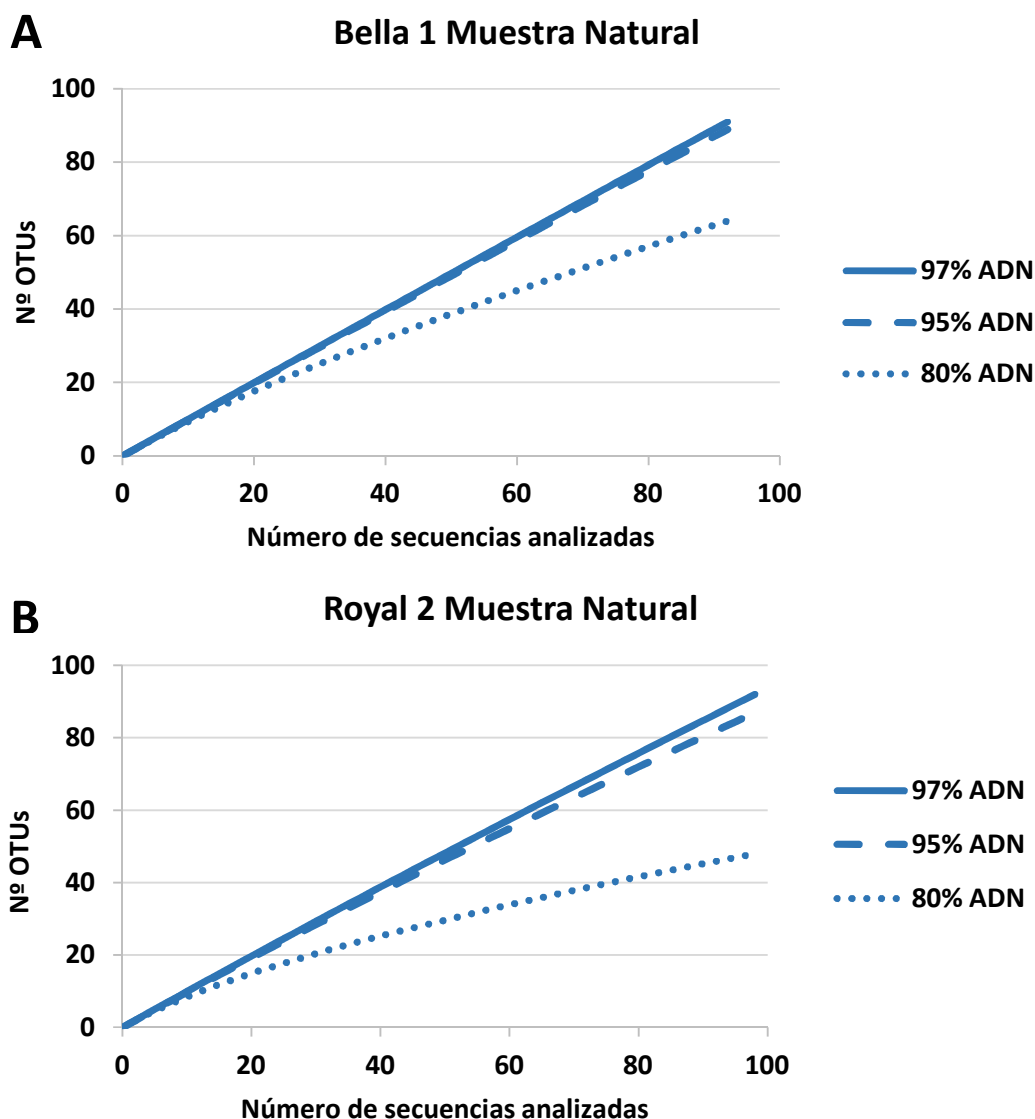 A
Bella 1 Muestra Natural
100
80
60
40
20
0
Nº OTUs
0 20 40 60 80 100
Número de secuencias analizadas
97% ADN
95% ADN
80% ADN
B
Royal 2 Muestra Natural
100
80
60
40
20
0
Nº OTUs
0 20 40 60 80 100
Número de secuencias analizadas
97% ADN
95% ADN
80% ADN